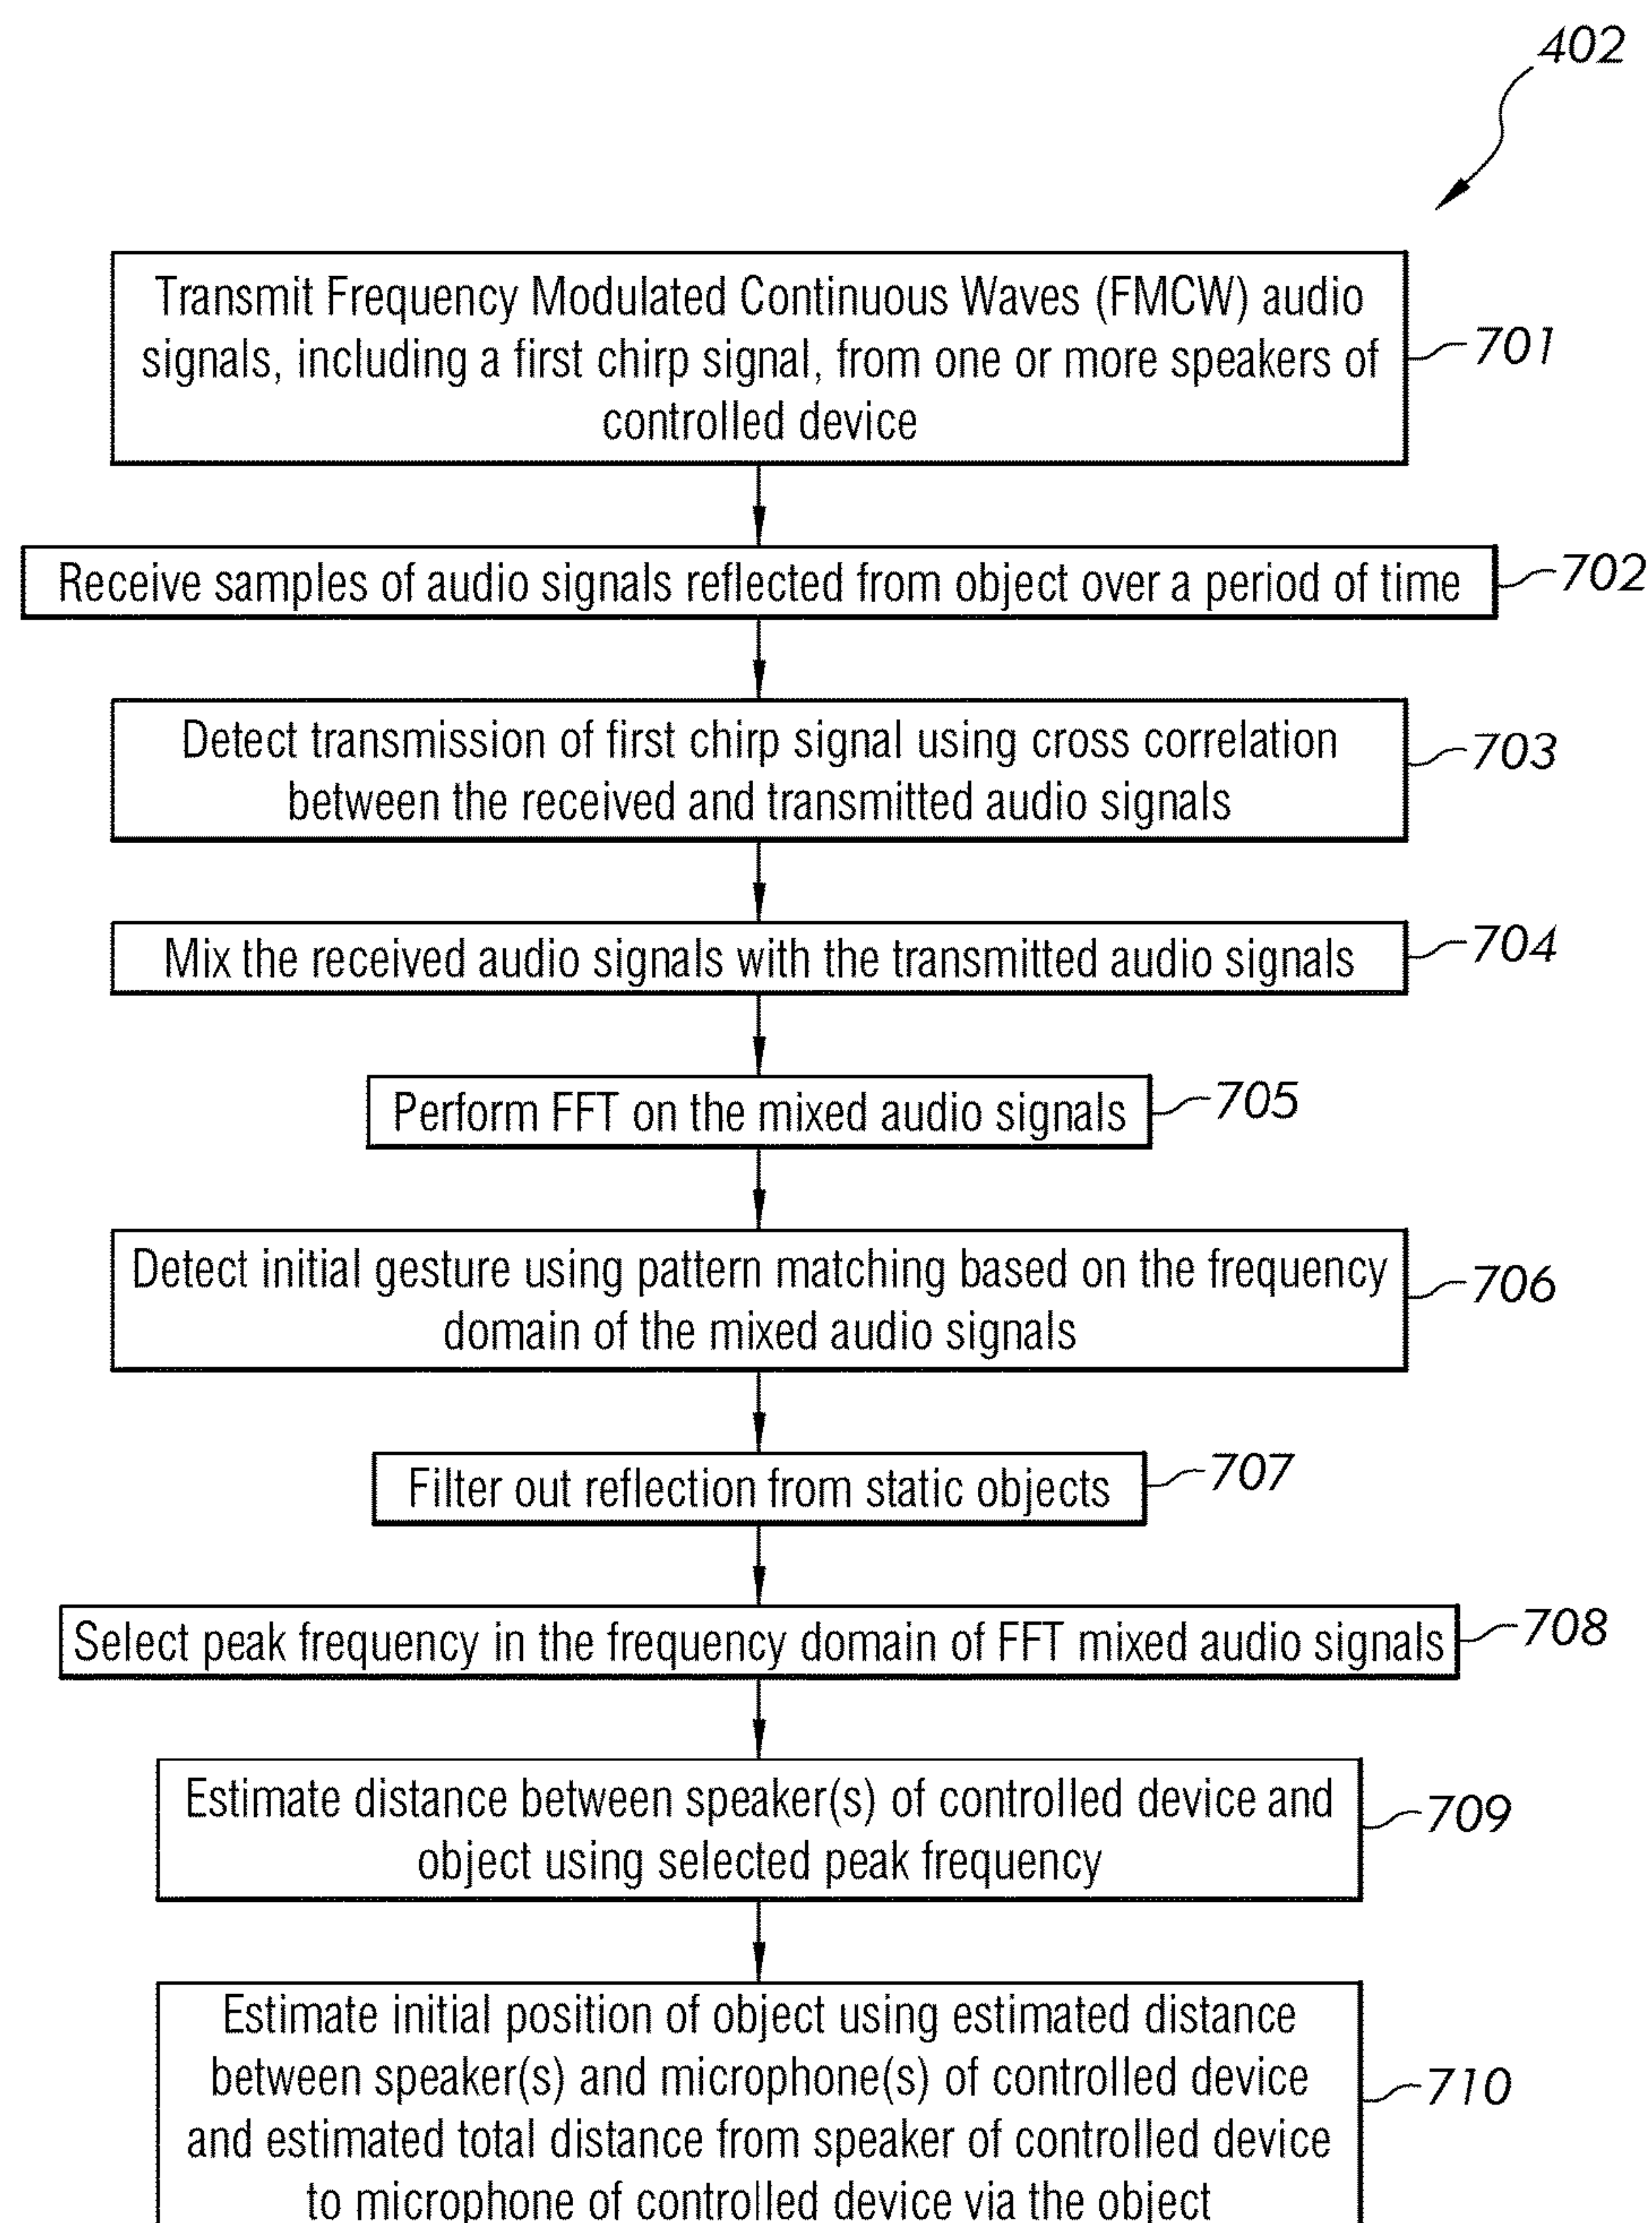 402
Transmit Frequency Modulated Continuous Waves (FMCW) audio
signals, including a first chirp signal, from one or more speakers of
controlled device
701
Receive samples of audio signals reflected from object over a period of time
702
Detect transmission of first chirp signal using cross correlation
between the received and transmitted audio signals
703
Mix the received audio signals with the transmitted audio signals
704
Perform FFT on the mixed audio signals
705
Detect initial gesture using pattern matching based on the frequency
domain of the mixed audio signals
706
Filter out reflection from static objects
707
Select peak frequency in the frequency domain of FFT mixed audio signals
708
Estimate distance between speaker(s) of controlled device and
object using selected peak frequency
709
Estimate initial position of object using estimated distance
between speaker(s) and microphone(s) of controlled device
and estimated total distance from speaker of controlled device
to microphone of controlled device via the object
710